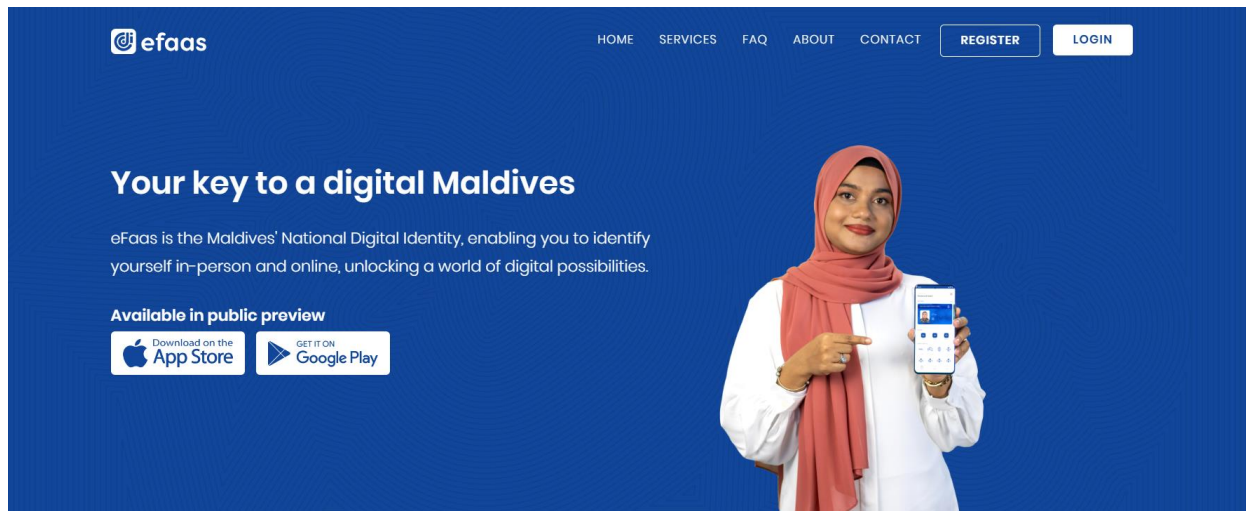 efaas
HOME SERVICES FAQ ABOUT CONTACT REGISTER LOGIN
Your key to a digital Maldives
eFaas is the Maldives' National Digital Identity, enabling you to identify
yourself in-person and online, unlocking a world of digital possibilities.
Available in public preview
Download on the
App Store
GET IT ON
Google Play